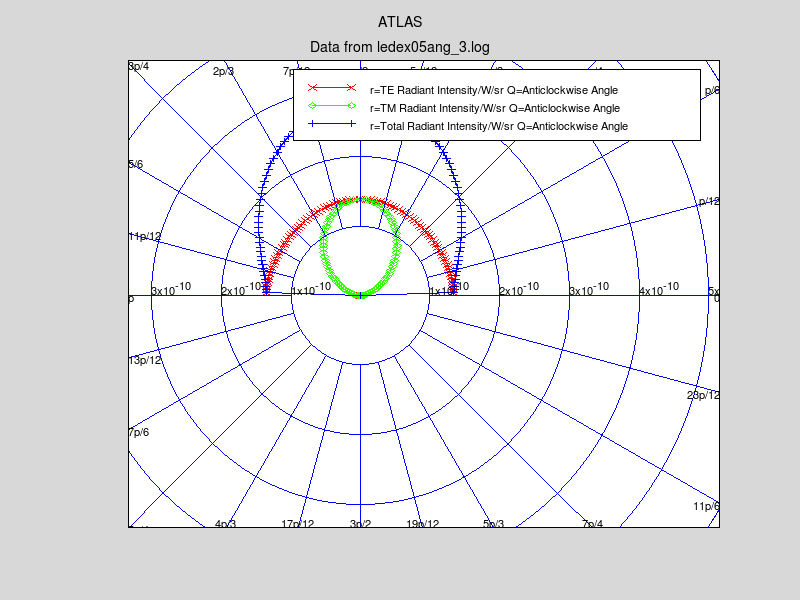 ATLAS
Data from ledex05ang_3.log
3p/4
2p/3
r=TE Radiant Intensity/W/sr Q=Anticlockwise Angle
r=TM Radiant Intensity/W/sr Q=Anticlockwise Angle
r=Total Radiant Intensity/W/sr Q=Anticlockwise Angle
p/6
5/6
p/12
11p/12
3x10-10
2x10-10
1x10-10
1x10-10
2x10-10
3x10-10
4x10-10
5x
p
0
13p/12
23p/12
7p/6
11p/6
4p/3
17p/12
3p/2
19p/12
5p/3
7p/4